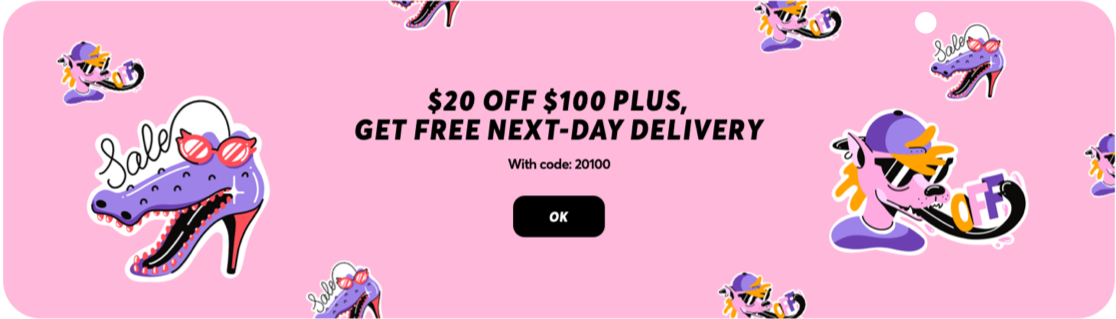 $20 OFF $100 PLUS,
GET FREE NEXT-DAY DELIVERY
With code: 20100
OK
Sale
Sale
Sale
OFF
OFF
OFF
OFF